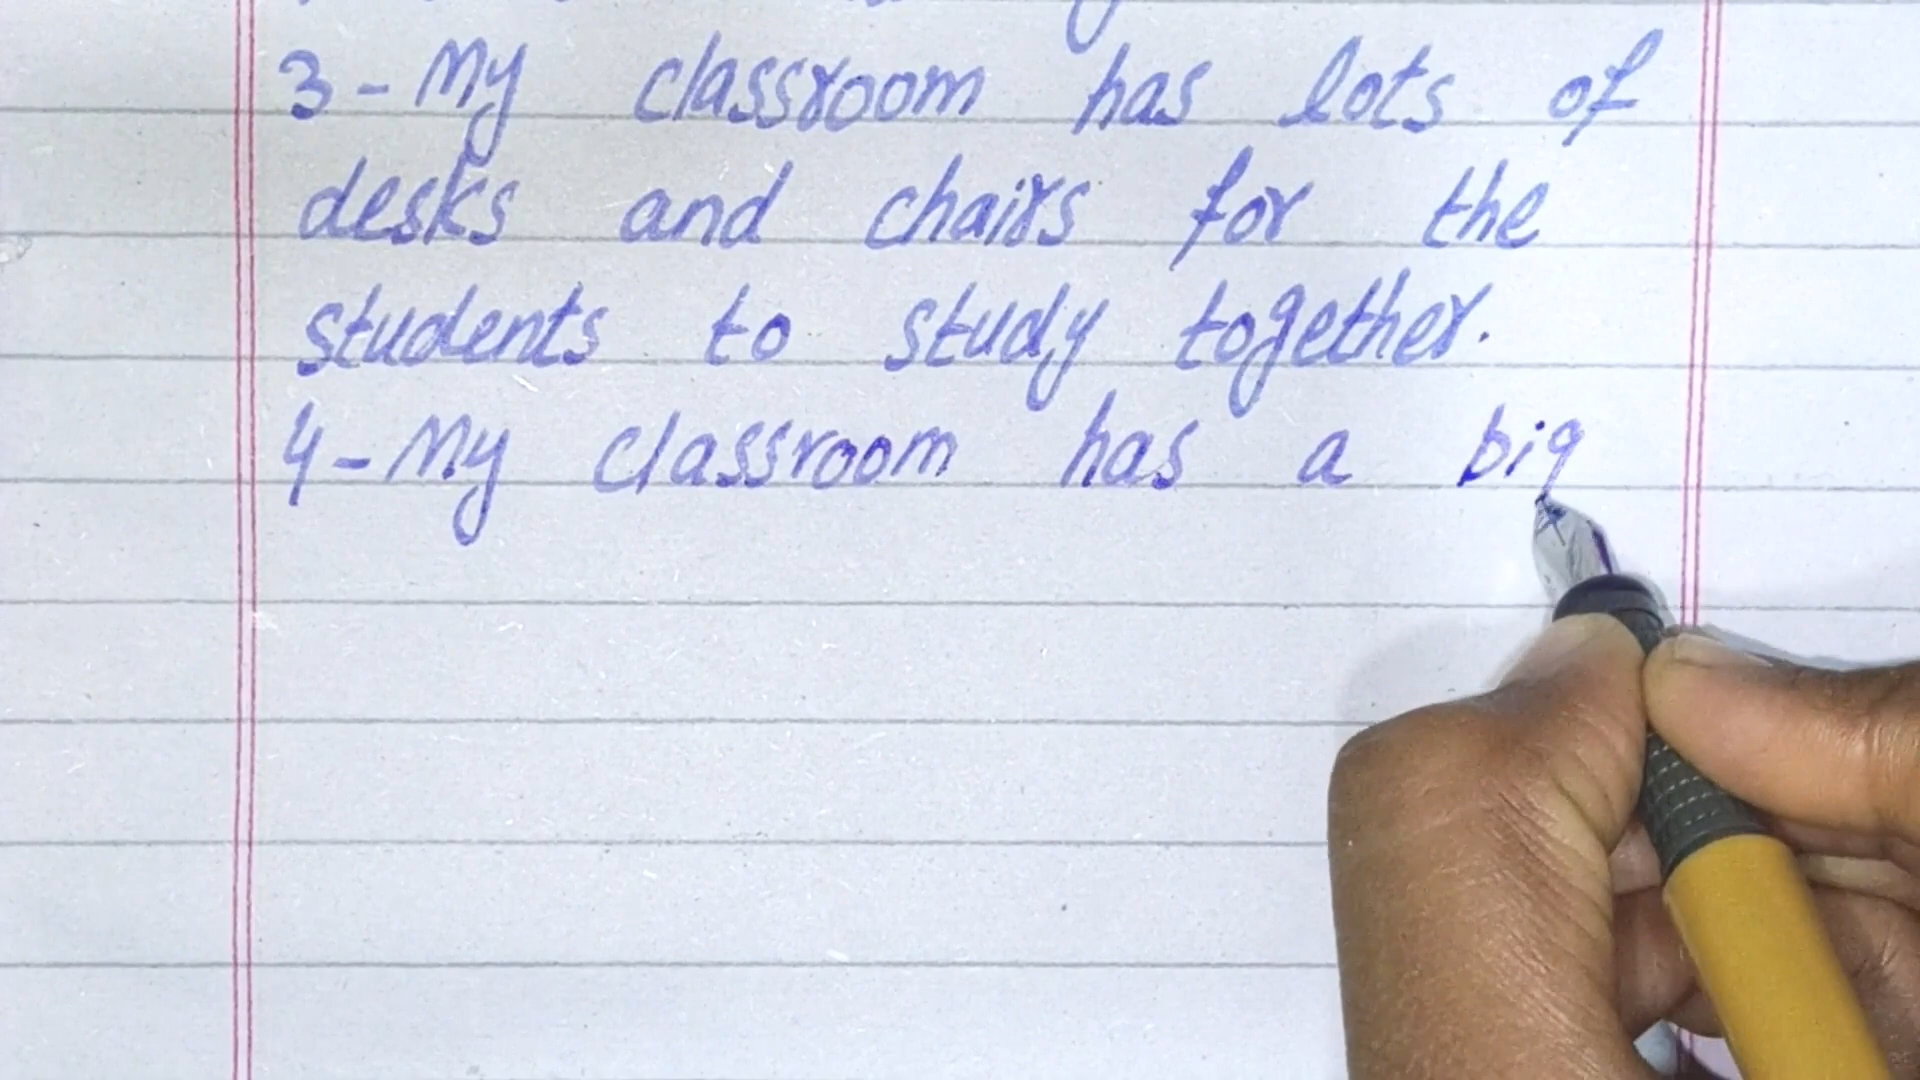 3 - My classroom has lots of
desks and chairs for the
students to study together.
4 - My classroom has a big